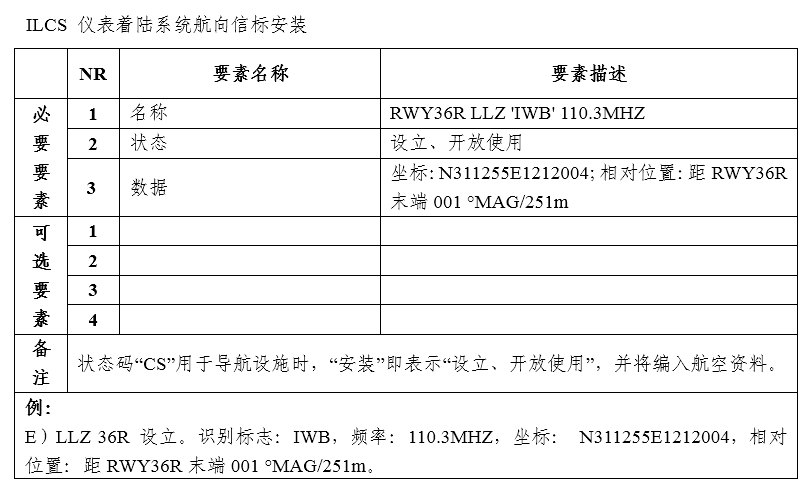 ILCS 仪表着陆系统航向信标安装
NR 要素名称 要素描述
必要要素
1 名称 RWY36R LLZ 'IWB' 110.3MHZ
2 状态 设立、开放使用
3 数据 坐标: N311255E1212004; 相对位置: 距 RWY36R
末端 001 °MAG/251m
可选要素
1
2
3
4
备注 状态码“CS”用于导航设施时，“安装”即表示“设立、开放使用”，并将编入航空资料。
例：
E）LLZ 36R 设立。识别标志：IWB，频率：110.3MHZ，坐标： N311255E1212004，相对
位置：距 RWY36R 末端 001 °MAG/251m。